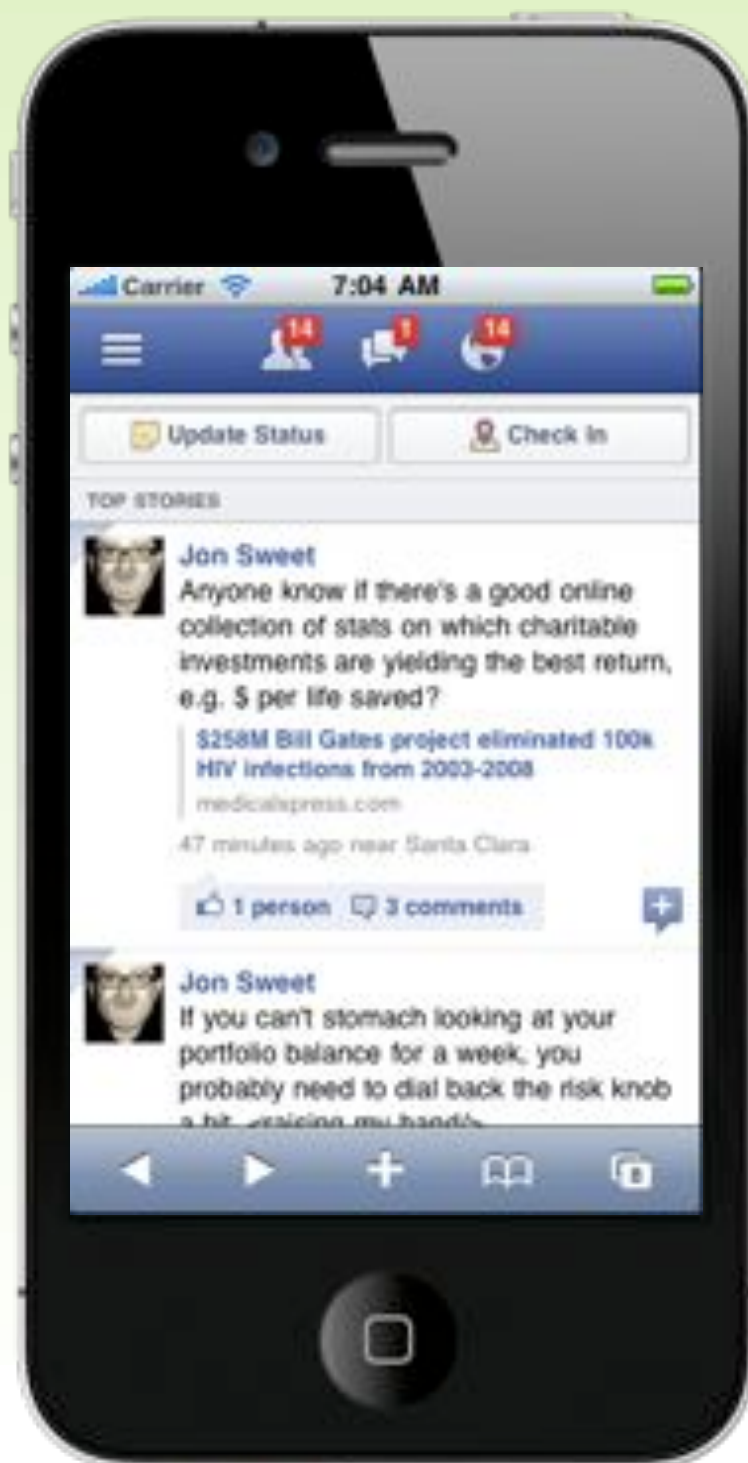 Carrier 7:04 AM
14 1 14
Update Status Check In
TOP STORIES
Jon Sweet
Anyone know if there's a good online
collection of stats on which charitable
investments are yielding the best return,
e.g. $ per life saved?
$258M Bill Gates project eliminated 100k
HIV infections from 2003-2008
medicalxpress.com
47 minutes ago near Santa Clara
1 person 3 comments
Jon Sweet
If you can't stomach looking at your
portfolio balance for a week, you
probably need to dial back the risk knob
a bit. <raising my hand/>